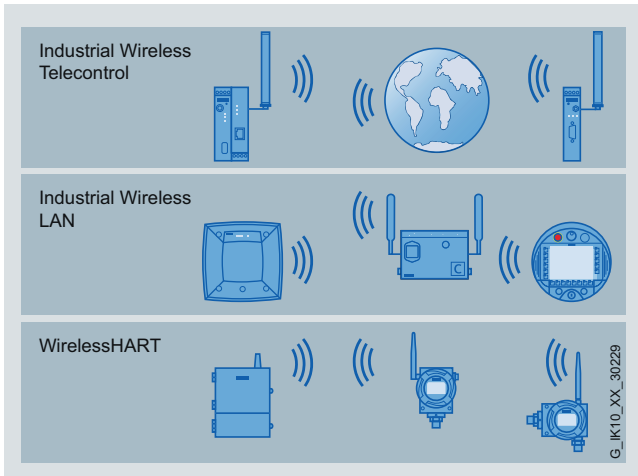 Industrial Wireless
Telecontrol
Industrial Wireless
LAN
WirelessHART
G_IK10_XX_30229